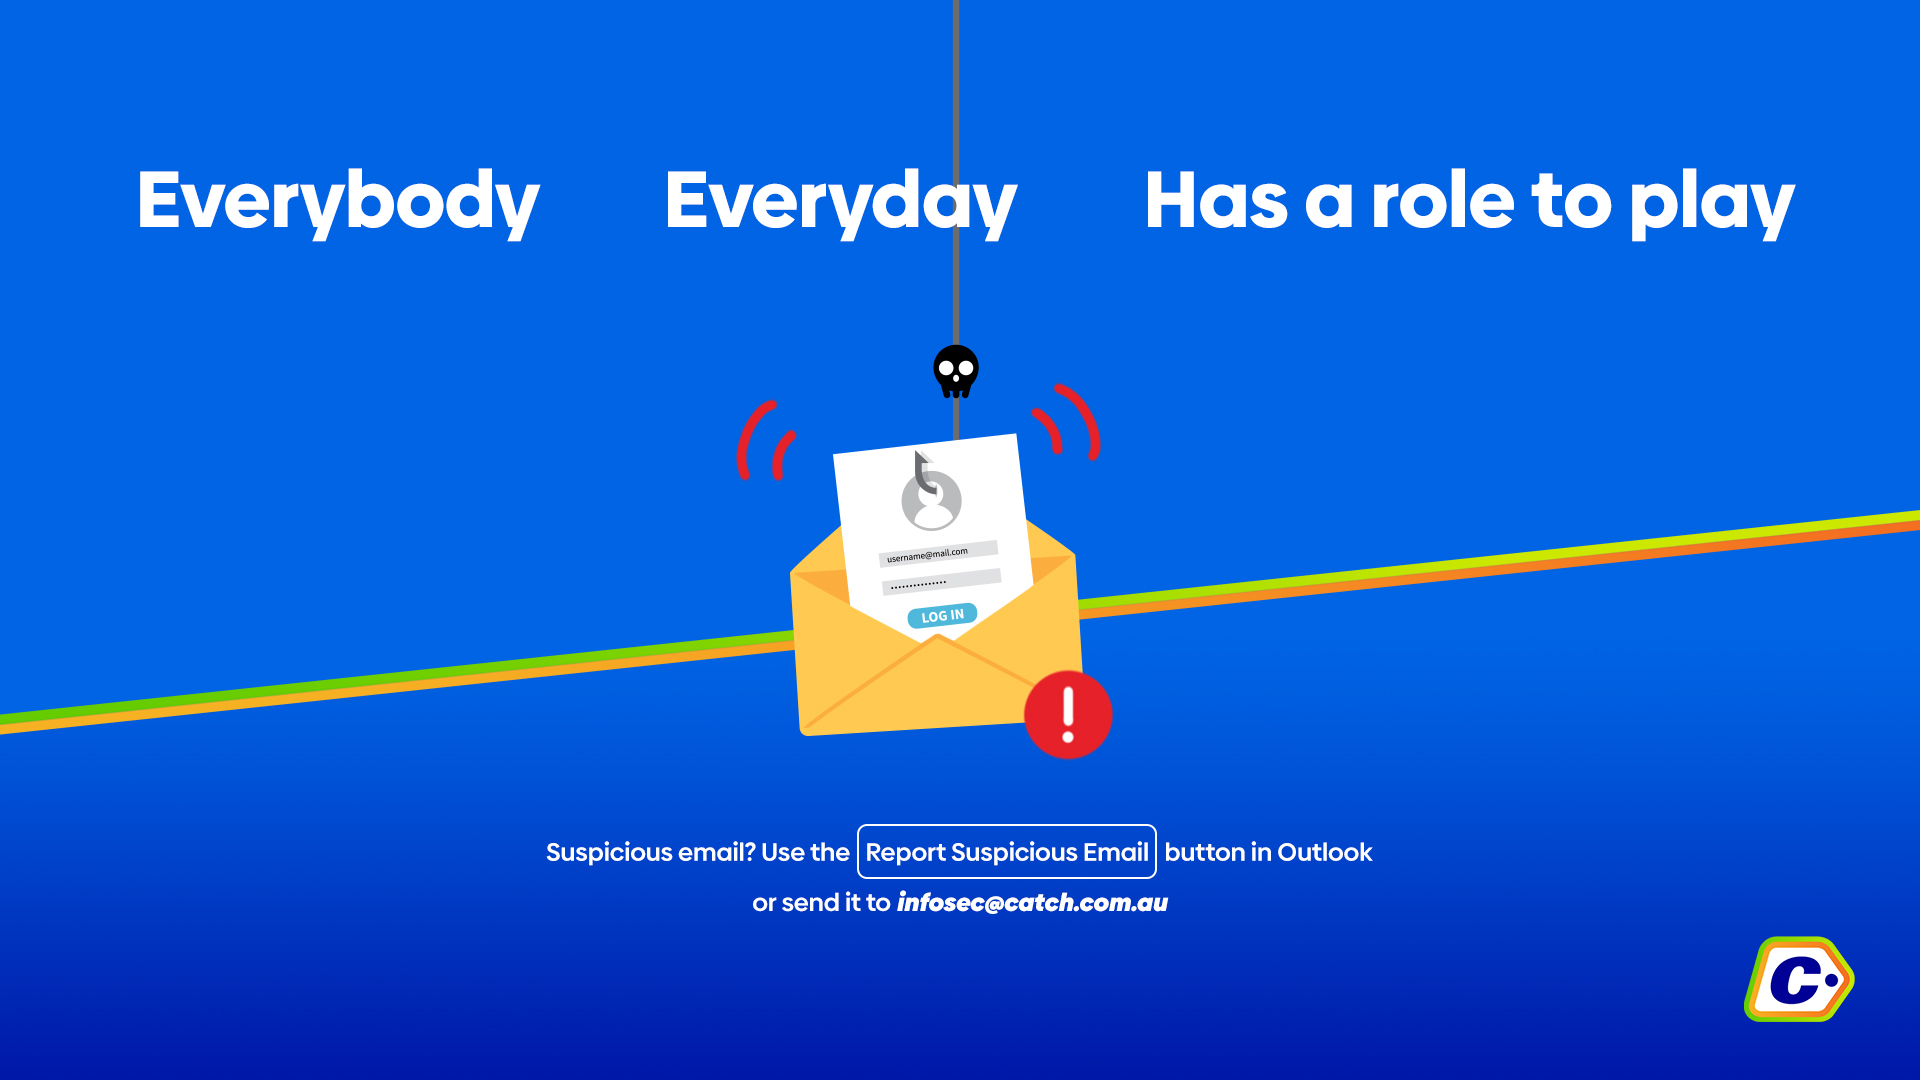 Everybody Everyday Has a role to play
username@mail.com
••••••••••••••
LOG IN
Suspicious email? Use the Report Suspicious Email button in Outlook
or send it to infosec@catch.com.au
C